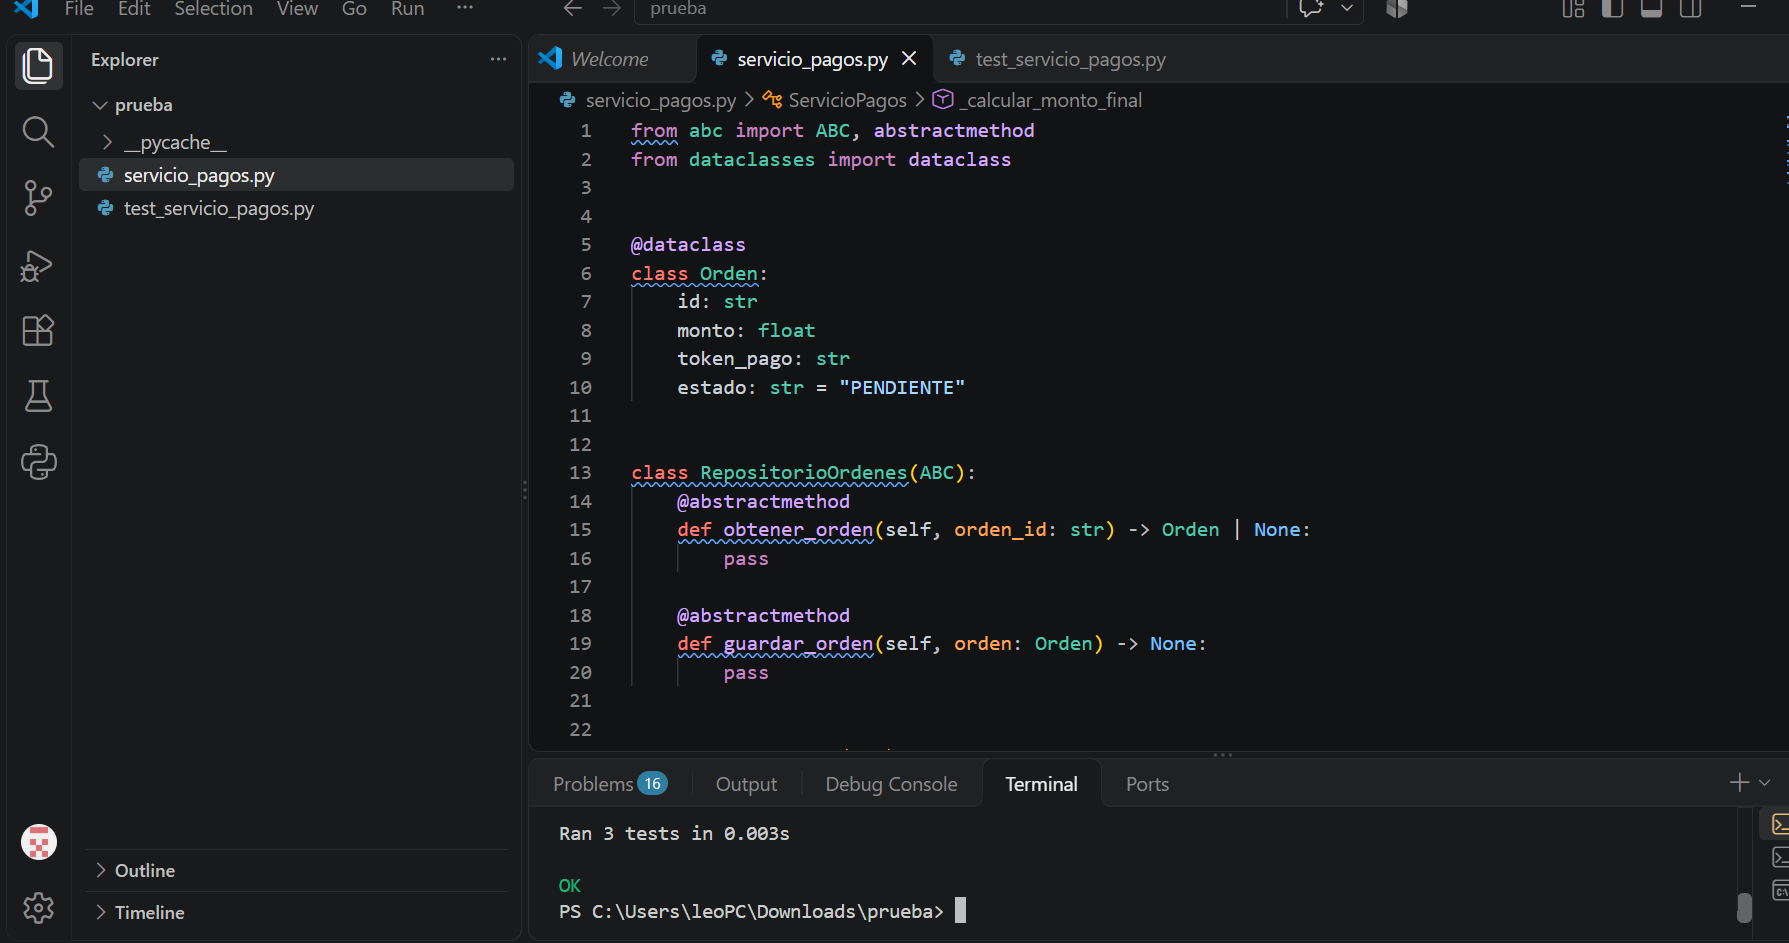 File Edit Selection View Go Run ···
prueba
Explorer ···
prueba
__pycache__
servicio_pagos.py
test_servicio_pagos.py
Outline
Timeline
Welcome
servicio_pagos.py
test_servicio_pagos.py
servicio_pagos.py > ServicioPagos > _calcular_monto_final
1 from abc import ABC, abstractmethod
2 from dataclasses import dataclass
3
4
5 @dataclass
6 class Orden:
7     id: str
8     monto: float
9     token_pago: str
10     estado: str = "PENDIENTE"
11
12
13 class RepositorioOrdenes(ABC):
14     @abstractmethod
15     def obtener_orden(self, orden_id: str) -> Orden | None:
16         pass
17
18     @abstractmethod
19     def guardar_orden(self, orden: Orden) -> None:
20         pass
21
22
Problems 16 Output Debug Console Terminal Ports
Ran 3 tests in 0.003s
OK
PS C:\Users\leoPC\Downloads\prueba>